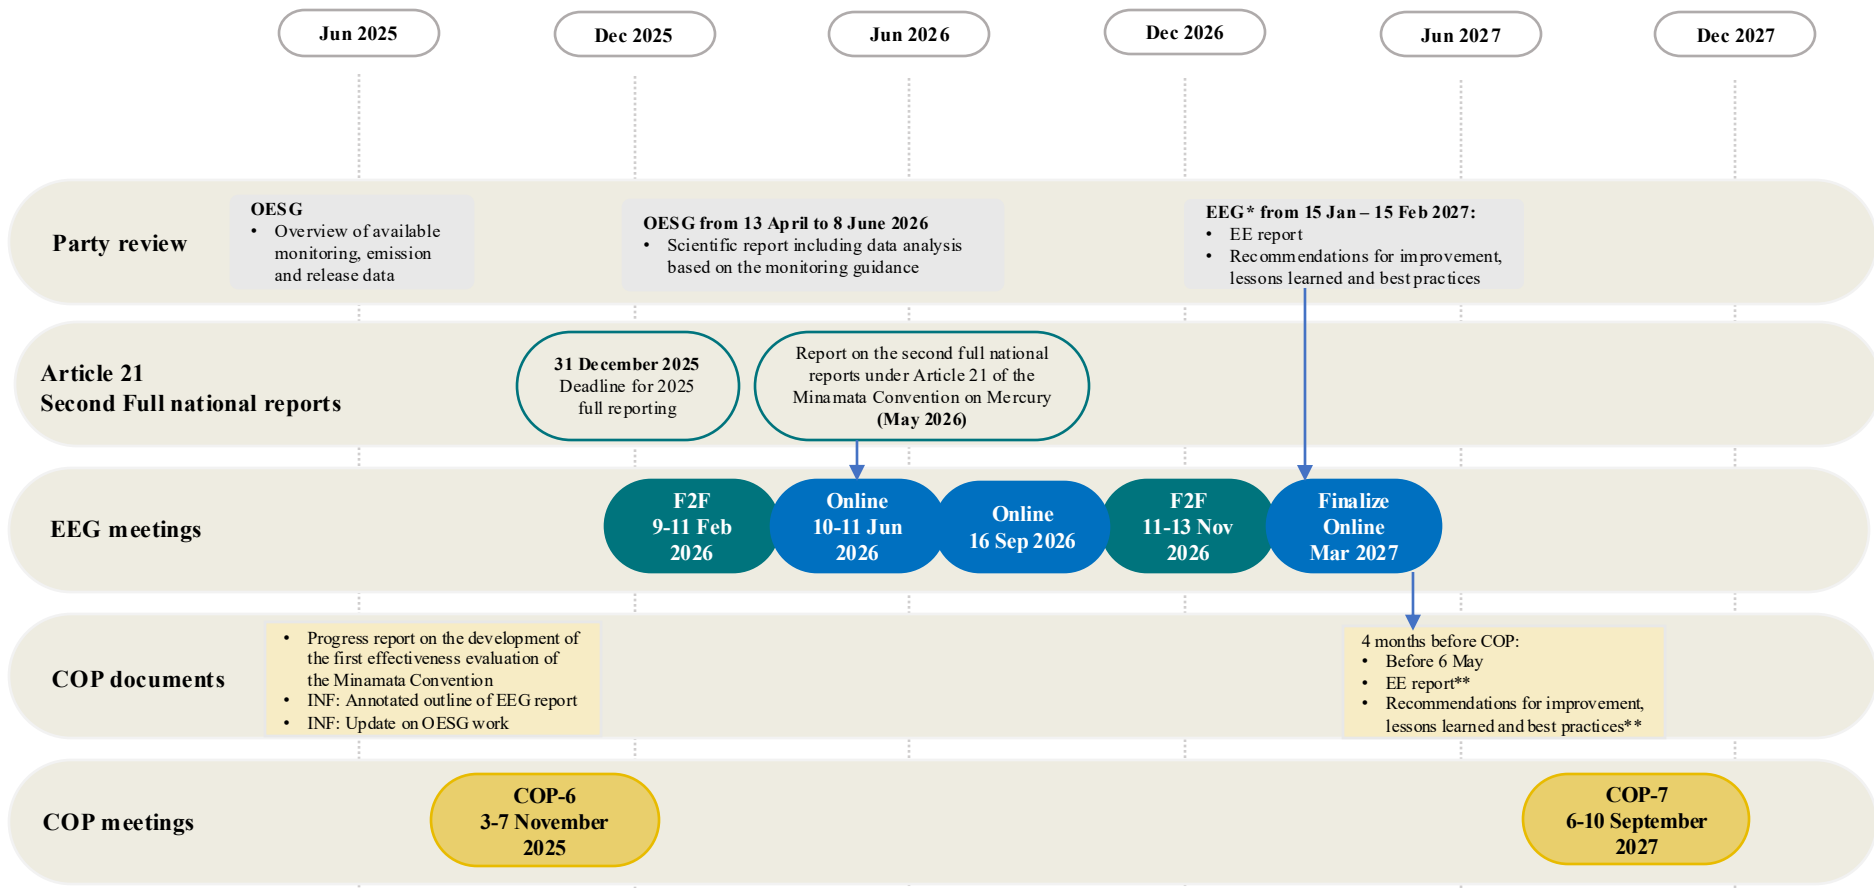 Jun 2025
Dec 2025
Jun 2026
Dec 2026
Jun 2027
Dec 2027
Party review
OESG
• Overview of available
monitoring, emission
and release data
OESG from 13 April to 8 June 2026
• Scientific report including data analysis
based on the monitoring guidance
EEG* from 15 Jan – 15 Feb 2027:
• EE report
• Recommendations for improvement,
lessons learned and best practices
Article 21
Second Full national reports
31 December 2025
Deadline for 2025
full reporting
Report on the second full national
reports under Article 21 of the
Minamata Convention on Mercury
(May 2026)
EEG meetings
F2F
9-11 Feb
2026
Online
10-11 Jun
2026
Online
16 Sep 2026
F2F
11-13 Nov
2026
Finalize
Online
Mar 2027
COP documents
• Progress report on the development of
the first effectiveness evaluation of
the Minamata Convention
• INF: Annotated outline of EEG report
• INF: Update on OESG work
4 months before COP:
• Before 6 May
• EE report**
• Recommendations for improvement,
lessons learned and best practices**
COP meetings
COP-6
3-7 November
2025
COP-7
6-10 September
2027